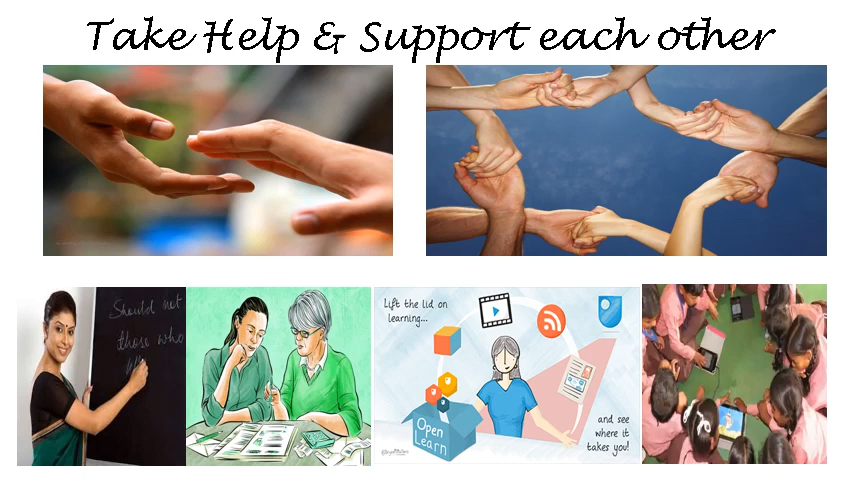 Take Help & Support each other
Should not
those who
Lift the lid on
learning...
Open
Learn
and see
where it
takes you!